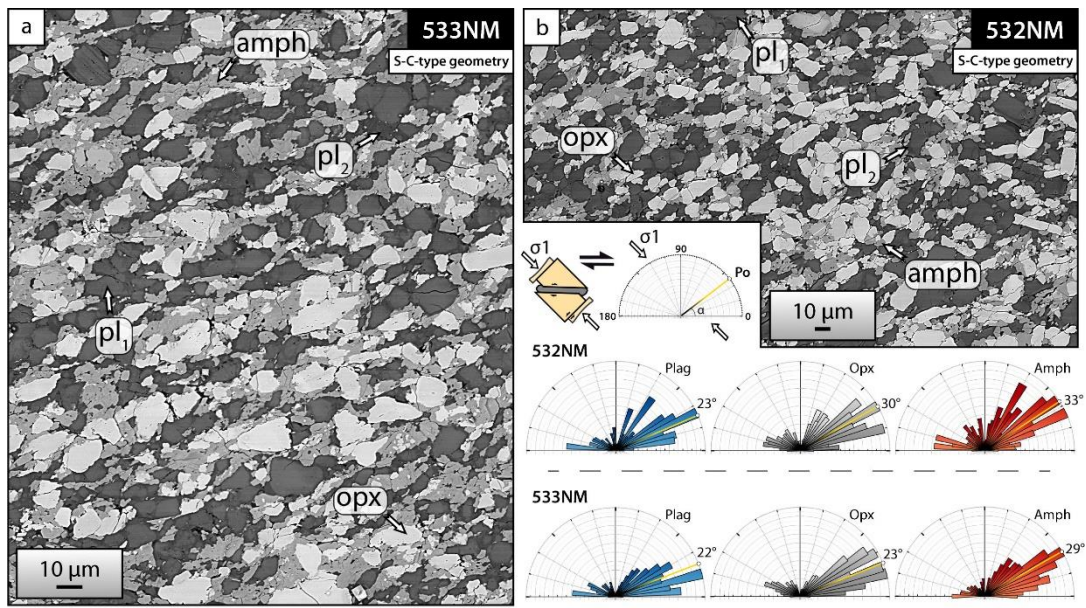 a
533NM
S-C-type geometry
amph
pl2
pl1
opx
10 µm
b
532NM
S-C-type geometry
pl1
opx
pl2
amph
10 µm
σ1
σ1
90
Po
α
180
0
532NM
Plag
23°
Opx
30°
Amph
33°
533NM
Plag
22°
Opx
23°
Amph
29°